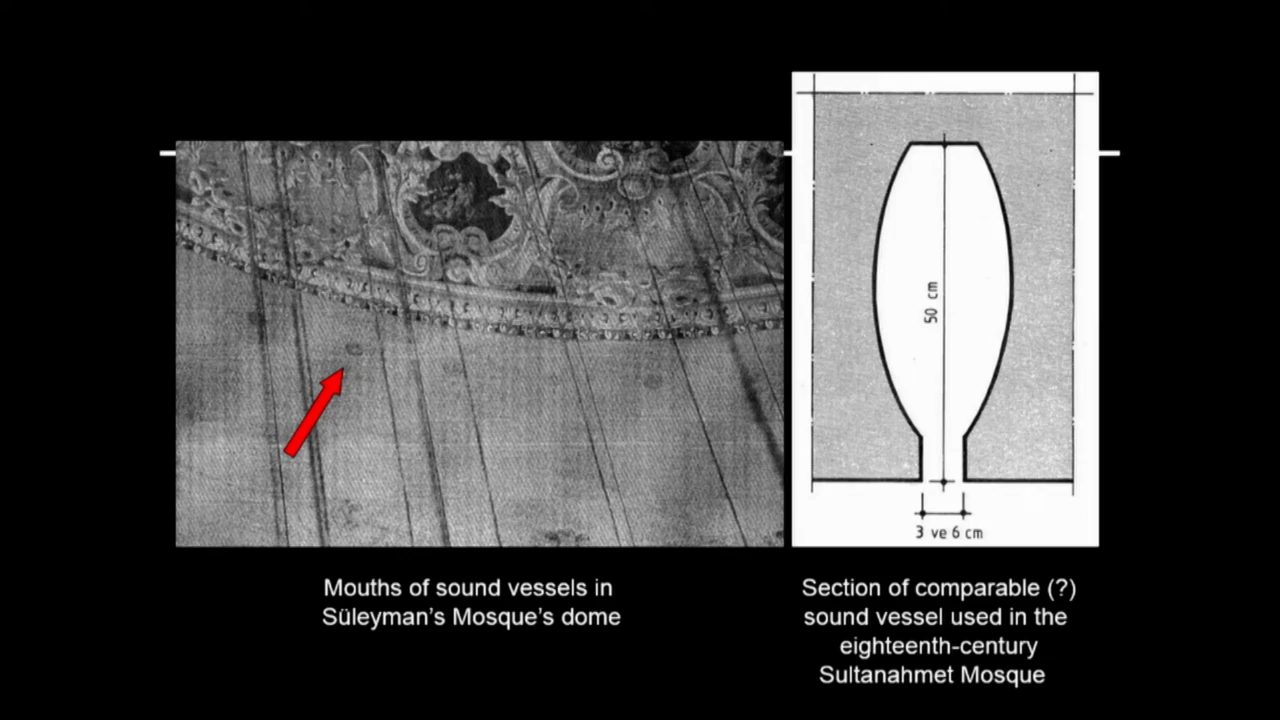 50 cm
3 ve 6 cm
Mouths of sound vessels in
Süleyman's Mosque's dome
Section of comparable (?)
sound vessel used in the
eighteenth-century
Sultanahmet Mosque